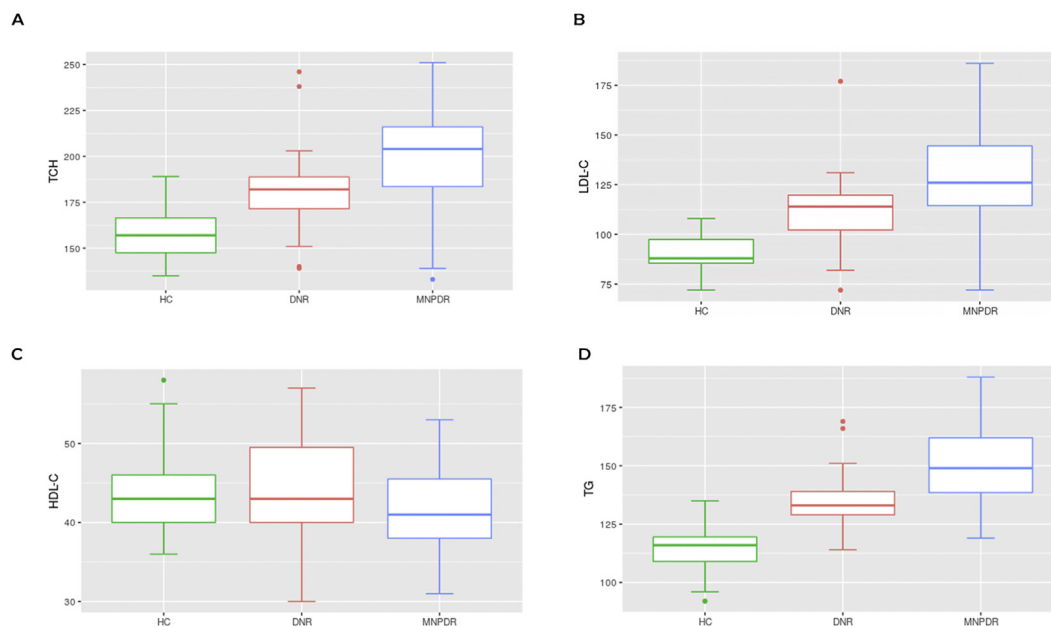 A
TCH
250
225
200
175
150
HC
DNR
MNPDR
B
LDL-C
175
150
125
100
75
HC
DNR
MNPDR
C
HDL-C
50
40
30
HC
DNR
MNPDR
D
TG
175
150
125
100
HC
DNR
MNPDR